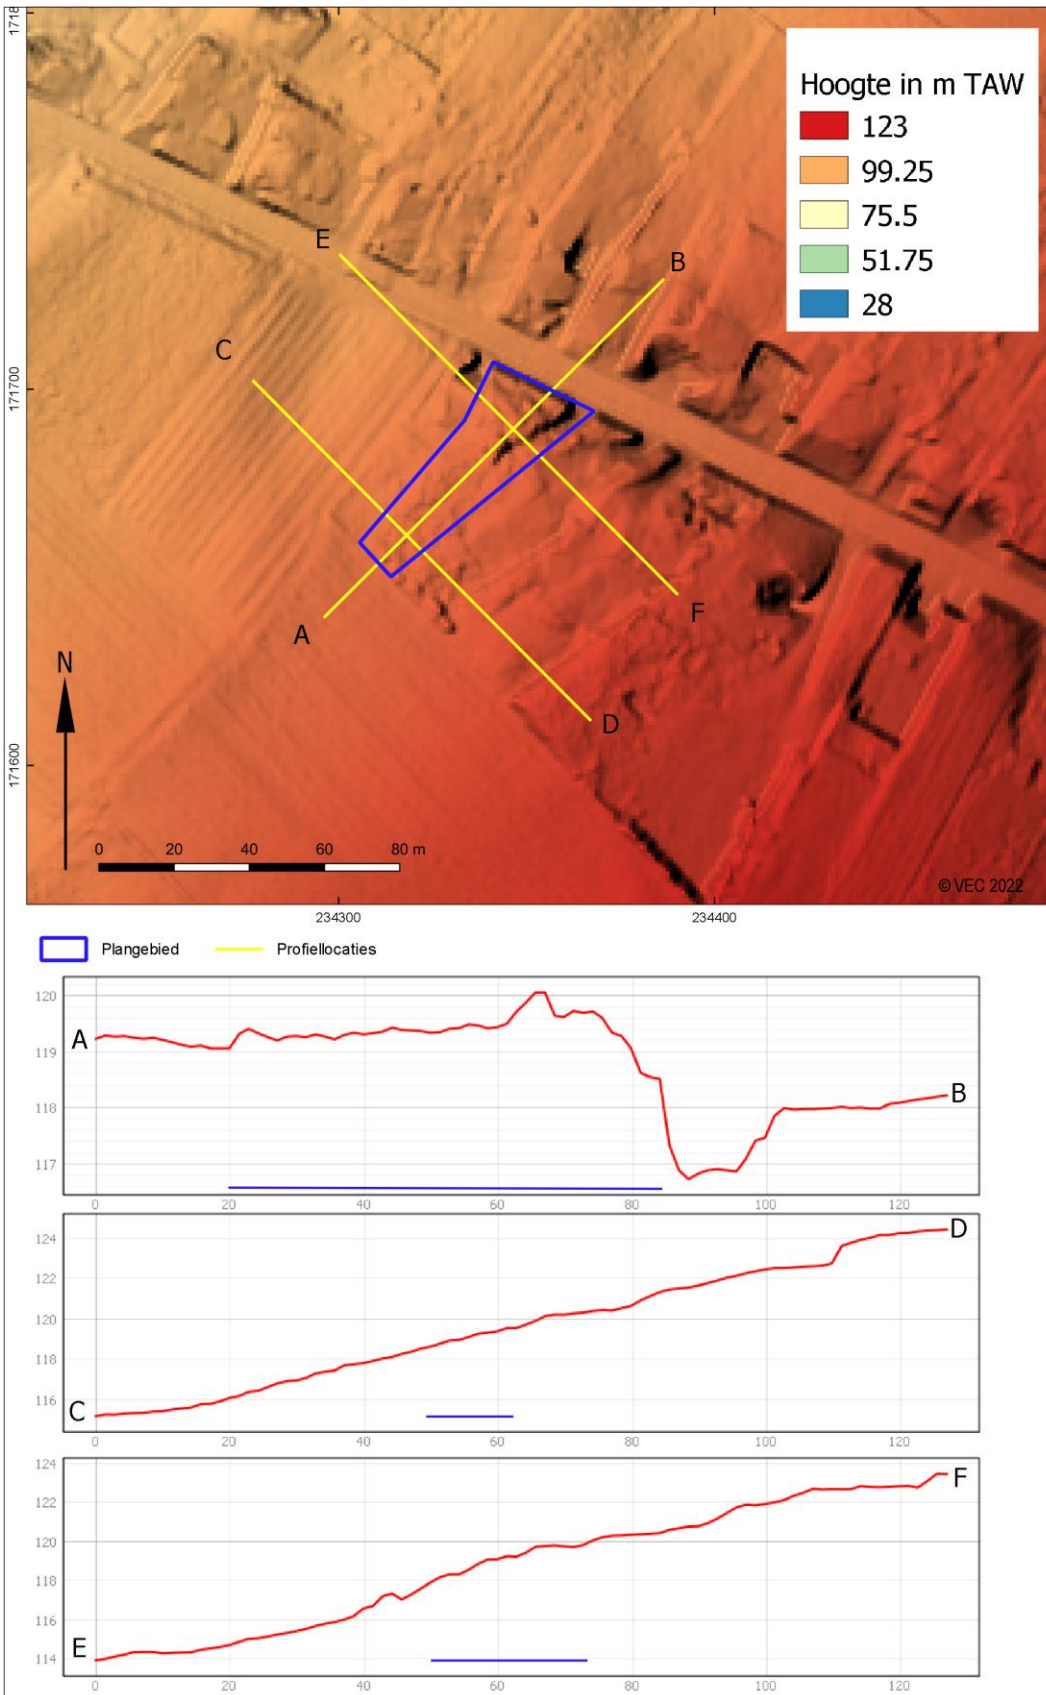 1718
Hoogte in m TAW
123
99.25
75.5
51.75
28
E
B
C
171700
A
F
N
D
171600
0 20 40 60 80 m
© VEC 2022
234300 234400
Plangebied Profiellocaties
120
A
119
118
B
117
0 20 40 60 80 100 120
124
D
122
120
118
116
C
0 20 40 60 80 100 120
124
F
122
120
118
116
E
114
0 20 40 60 80 100 120